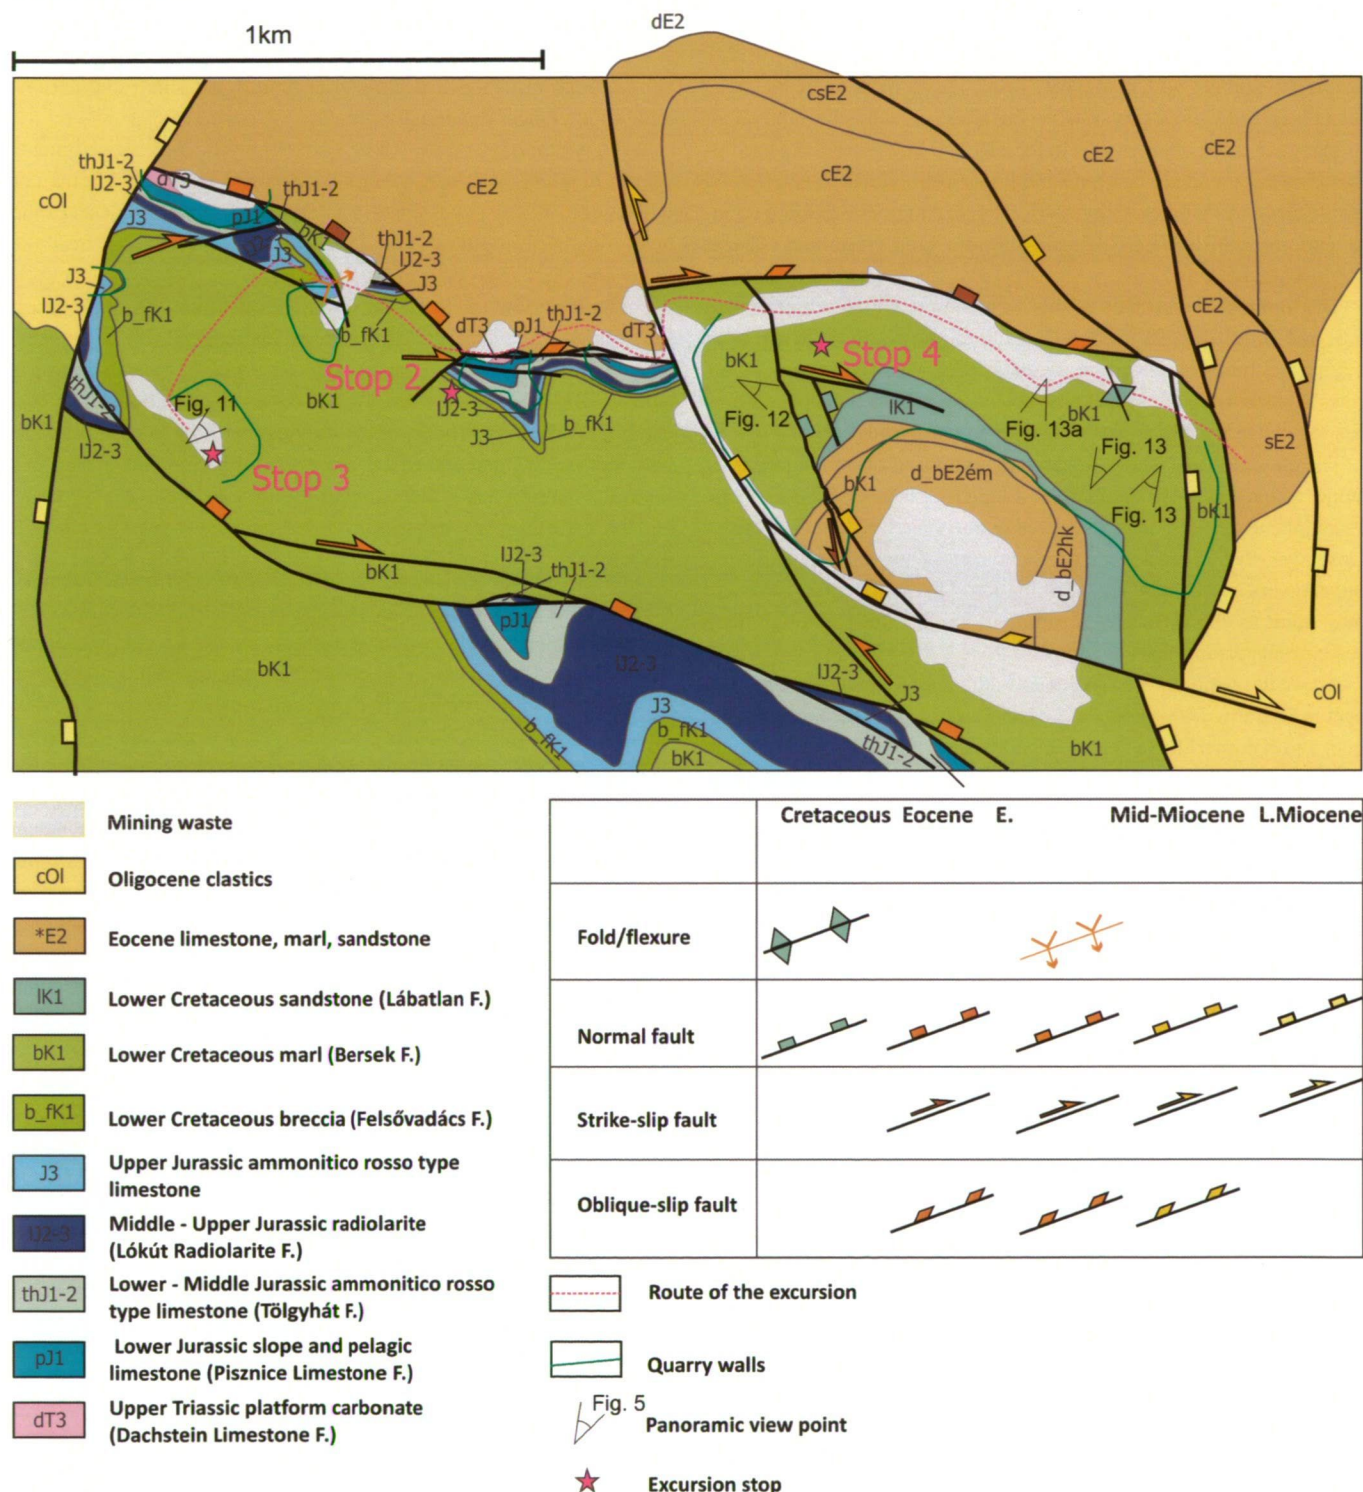 dE2
1km
csE2
cE2
cE2
thJ1-2
lJ2-3
dT3
thJ1-2
cE2
cE2
cOl
J3
pJ1
bK1
thJ1-2
lJ2-3
J3
J3
J3
lJ2-3
b_fK1
b_fK1
cE2
dT3
pJ1
thJ1-2
dT3
Stop 2
Stop 4
bK1
thJ1-2
Fig. 11
bK1
lJ2-3
bK1
lK1
bK1
Fig. 12
Fig. 13a
b_fK1
J3
lJ2-3
sE2
Fig. 13
Stop 3
d_bE2ém
bK1
Fig. 13
bK1
d_bE2hk
lJ2-3
thJ1-2
bK1
pJ1
bK1
lJ2-3
lJ2-3
J3
cOl
J3
b_fK1
b_fK1
bK1
thJ1-2
bK1
Mining waste
cOl
Oligocene clastics
*E2
Eocene limestone, marl, sandstone
lK1
Lower Cretaceous sandstone (Lábatlan F.)
bK1
Lower Cretaceous marl (Bersek F.)
b_fK1
Lower Cretaceous breccia (Felsővadács F.)
J3
Upper Jurassic ammonitico rosso type
limestone
lJ2-3
Middle - Upper Jurassic radiolarite
(Lókút Radiolarite F.)
thJ1-2
Lower - Middle Jurassic ammonitico rosso
type limestone (Tölgyhát F.)
pJ1
Lower Jurassic slope and pelagic
limestone (Pisznice Limestone F.)
dT3
Upper Triassic platform carbonate
(Dachstein Limestone F.)
Cretaceous Eocene E. Mid-Miocene L.Miocene
Fold/flexure
Normal fault
Strike-slip fault
Oblique-slip fault
Route of the excursion
Quarry walls
Fig. 5
Panoramic view point
Excursion stop